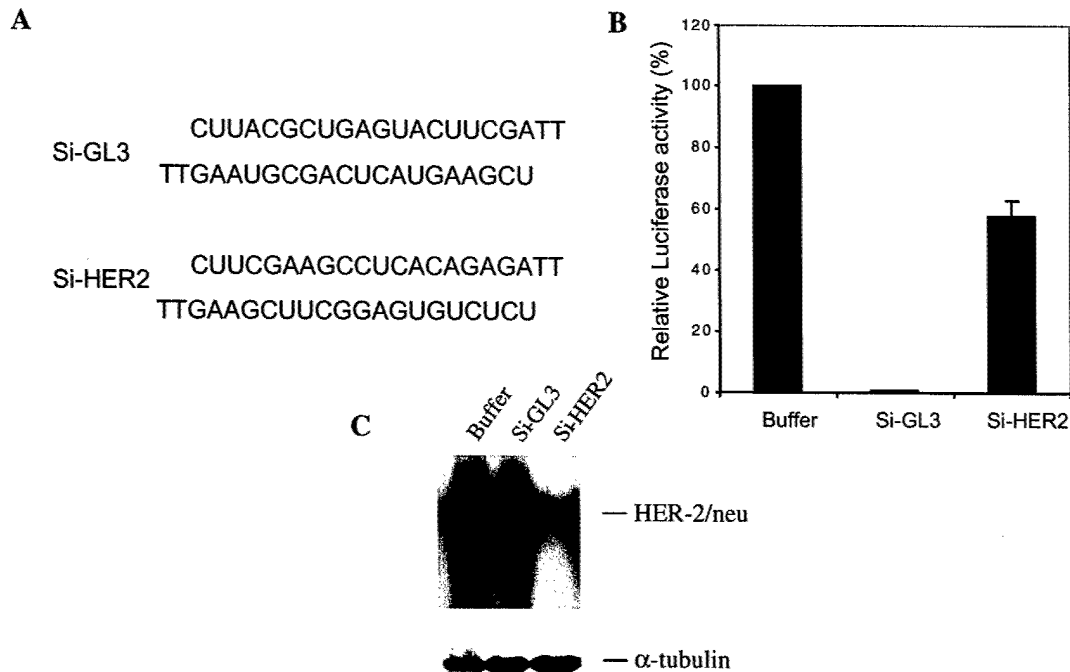 A
Si-GL3
CUUACGCUGAGUACUUCGATT
TTGAAUGCGACUCAUGAAGCU
Si-HER2
CUUCGAAGCCUCACAGAGATT
TTGAAGCUUCGGAGUGUCUCU
B
Relative Luciferase activity (%)
120
100
80
60
40
20
0
Buffer
Si-GL3
Si-HER2
C
Buffer
Si-GL3
Si-HER2
— HER-2/neu
— α-tubulin